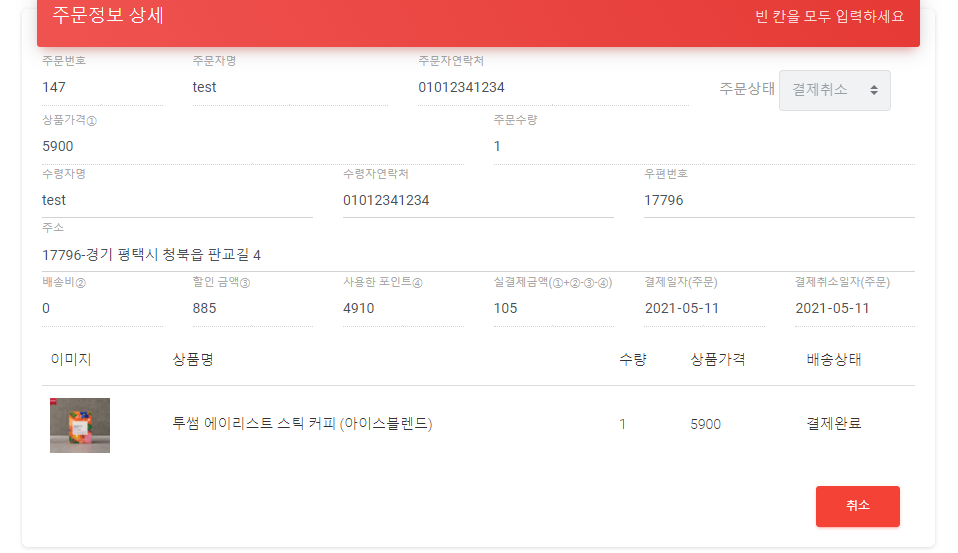 주문정보 상세 빈 칸을 모두 입력하세요
주문번호 주문자명 주문자연락처
147 test 01012341234 주문상태 결제취소
상품가격① 주문수량
5900 1
수령자명 수령자연락처 우편번호
test 01012341234 17796
주소
17796-경기 평택시 청북읍 판교길 4
배송비② 할인 금액③ 사용한 포인트④ 실결제금액(①+②-③-④) 결제일자(주문) 결제취소일자(주문)
0 885 4910 105 2021-05-11 2021-05-11
이미지 상품명 수량 상품가격 배송상태
투썸 에이리스트 스틱 커피 (아이스블렌드) 1 5900 결제완료
취소